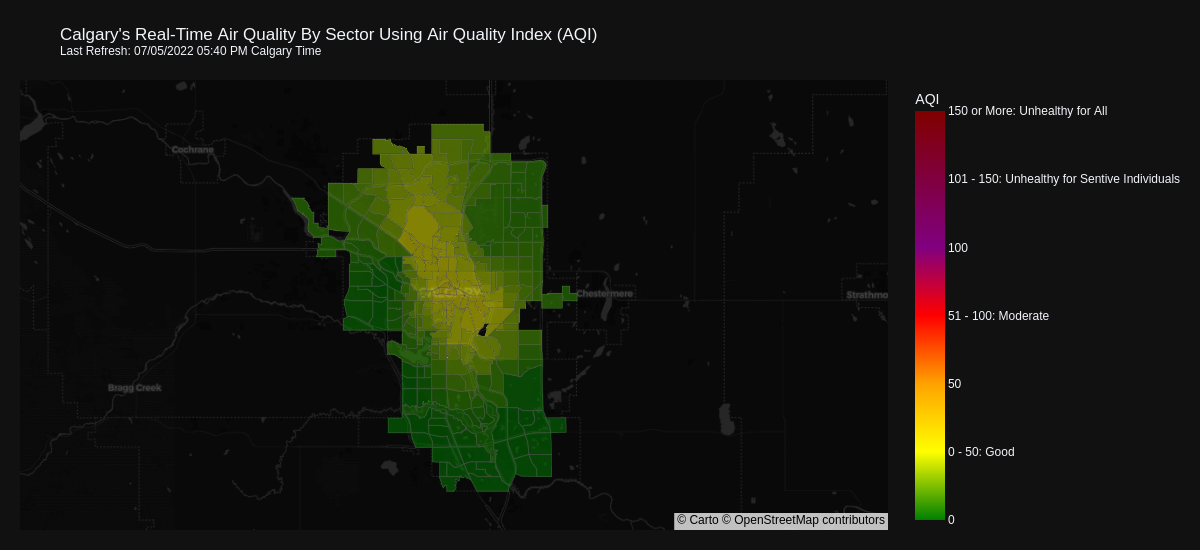 Calgary's Real-Time Air Quality By Sector Using Air Quality Index (AQI)
Last Refresh: 07/05/2022 05:40 PM Calgary Time
AQI
150 or More: Unhealthy for All
101 - 150: Unhealthy for Sentive Individuals
100
51 - 100: Moderate
50
0 - 50: Good
0
Cochrane
Chestermere
Strathmo
Bragg Creek
© Carto © OpenStreetMap contributors